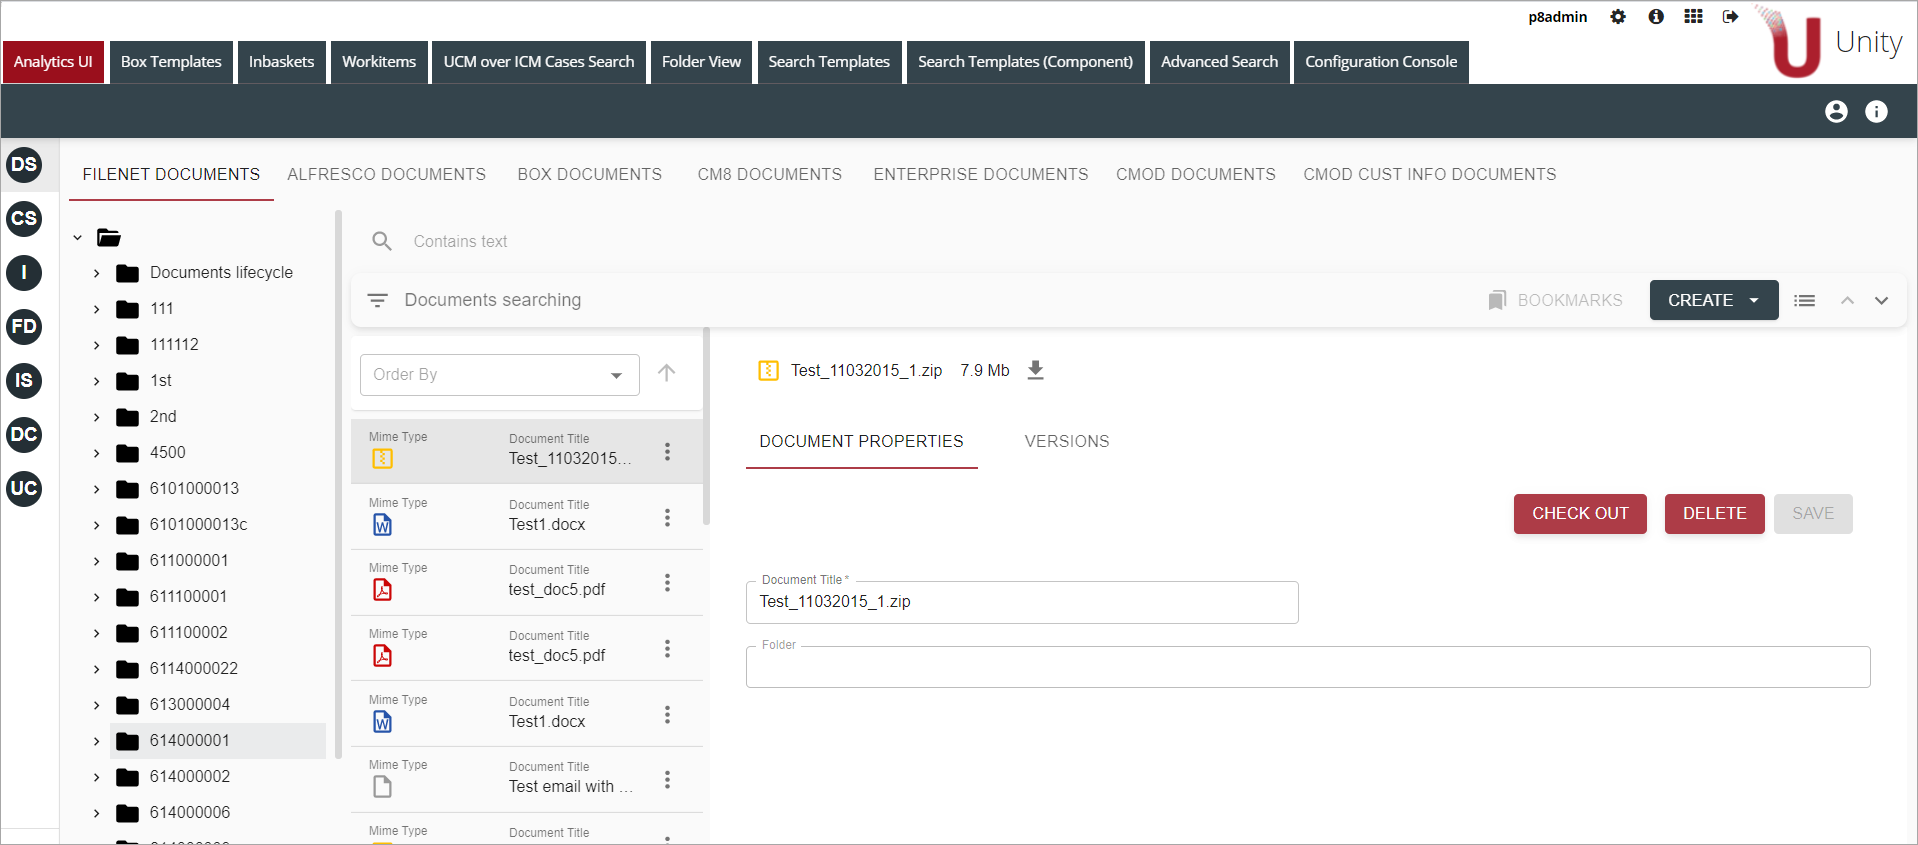 p8admin
Unity
Analytics UI
Box Templates
Inbaskets
Workitems
UCM over ICM Cases Search
Folder View
Search Templates
Search Templates (Component)
Advanced Search
Configuration Console
DS
CS
I
FD
IS
DC
UC
FILENET DOCUMENTS
ALFRESCO DOCUMENTS
BOX DOCUMENTS
CM8 DOCUMENTS
ENTERPRISE DOCUMENTS
CMOD DOCUMENTS
CMOD CUST INFO DOCUMENTS
Documents lifecycle
111
111112
1st
2nd
4500
6101000013
6101000013c
611000001
611100001
611100002
6114000022
613000004
614000001
614000002
614000006
Contains text
Documents searching
BOOKMARKS
CREATE
Order By
Mime Type
Document Title
Test_11032015...
Mime Type
Document Title
Test1.docx
Mime Type
Document Title
test_doc5.pdf
Mime Type
Document Title
test_doc5.pdf
Mime Type
Document Title
Test1.docx
Mime Type
Document Title
Test email with ...
Mime Type
Document Title
Test_11032015_1.zip 7.9 Mb
DOCUMENT PROPERTIES
VERSIONS
CHECK OUT
DELETE
SAVE
Document Title *
Test_11032015_1.zip
Folder